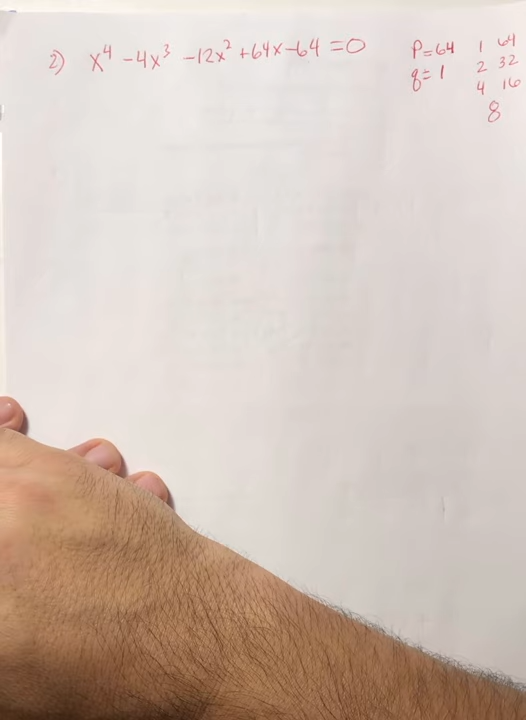 2) x⁴ -4x³ -12x² +64x-64 =0
P=64 1 64
q=1 2 32
4 16
8